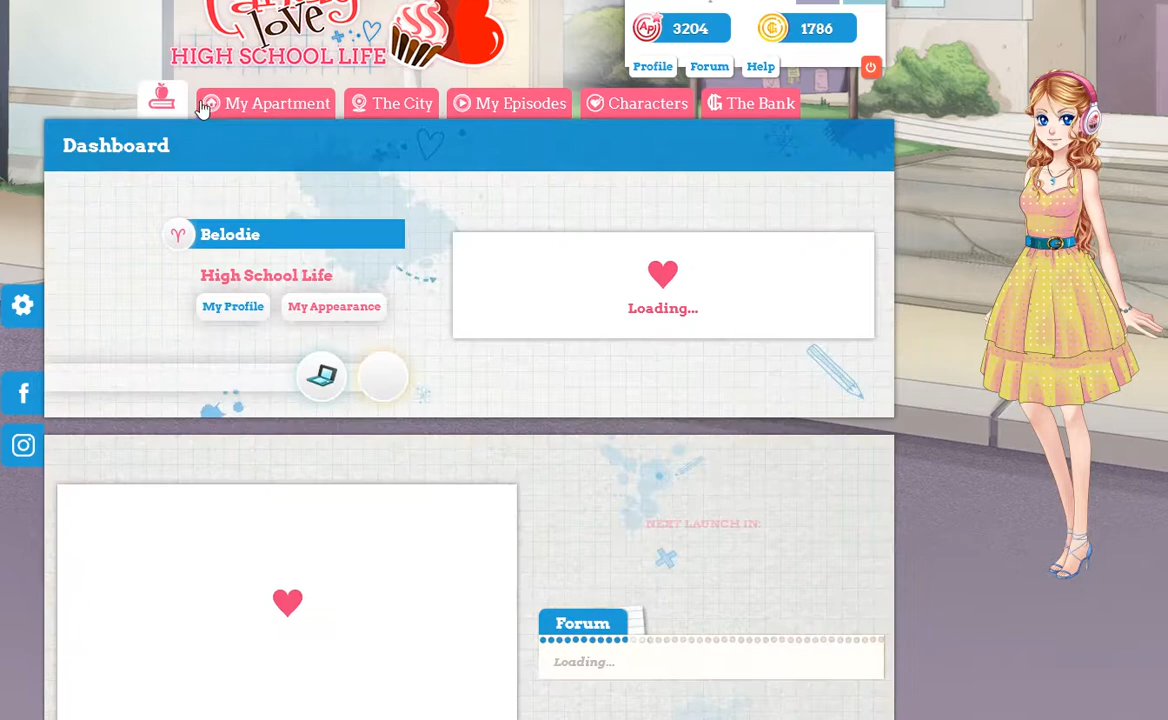 Candy
love
HIGH SCHOOL LIFE
3204
1786
Profile
Forum
Help
My Apartment
The City
My Episodes
Characters
The Bank
Dashboard
Belodie
High School Life
My Profile
My Appearance
Loading...
NEXT LAUNCH IN:
Forum
Loading...